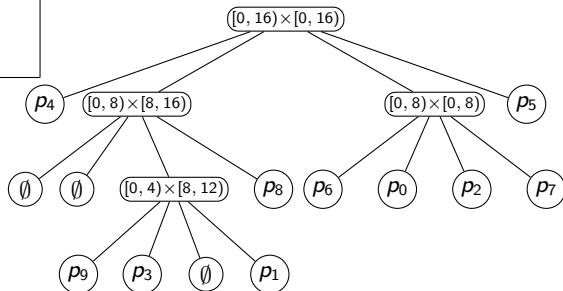 [0, 16)×[0, 16)
p4 [0, 8)×[8, 16) [0, 8)×[0, 8) p5
∅ ∅ [0, 4)×[8, 12) p8 p6 p0 p2 p7
p9 p3 ∅ p1